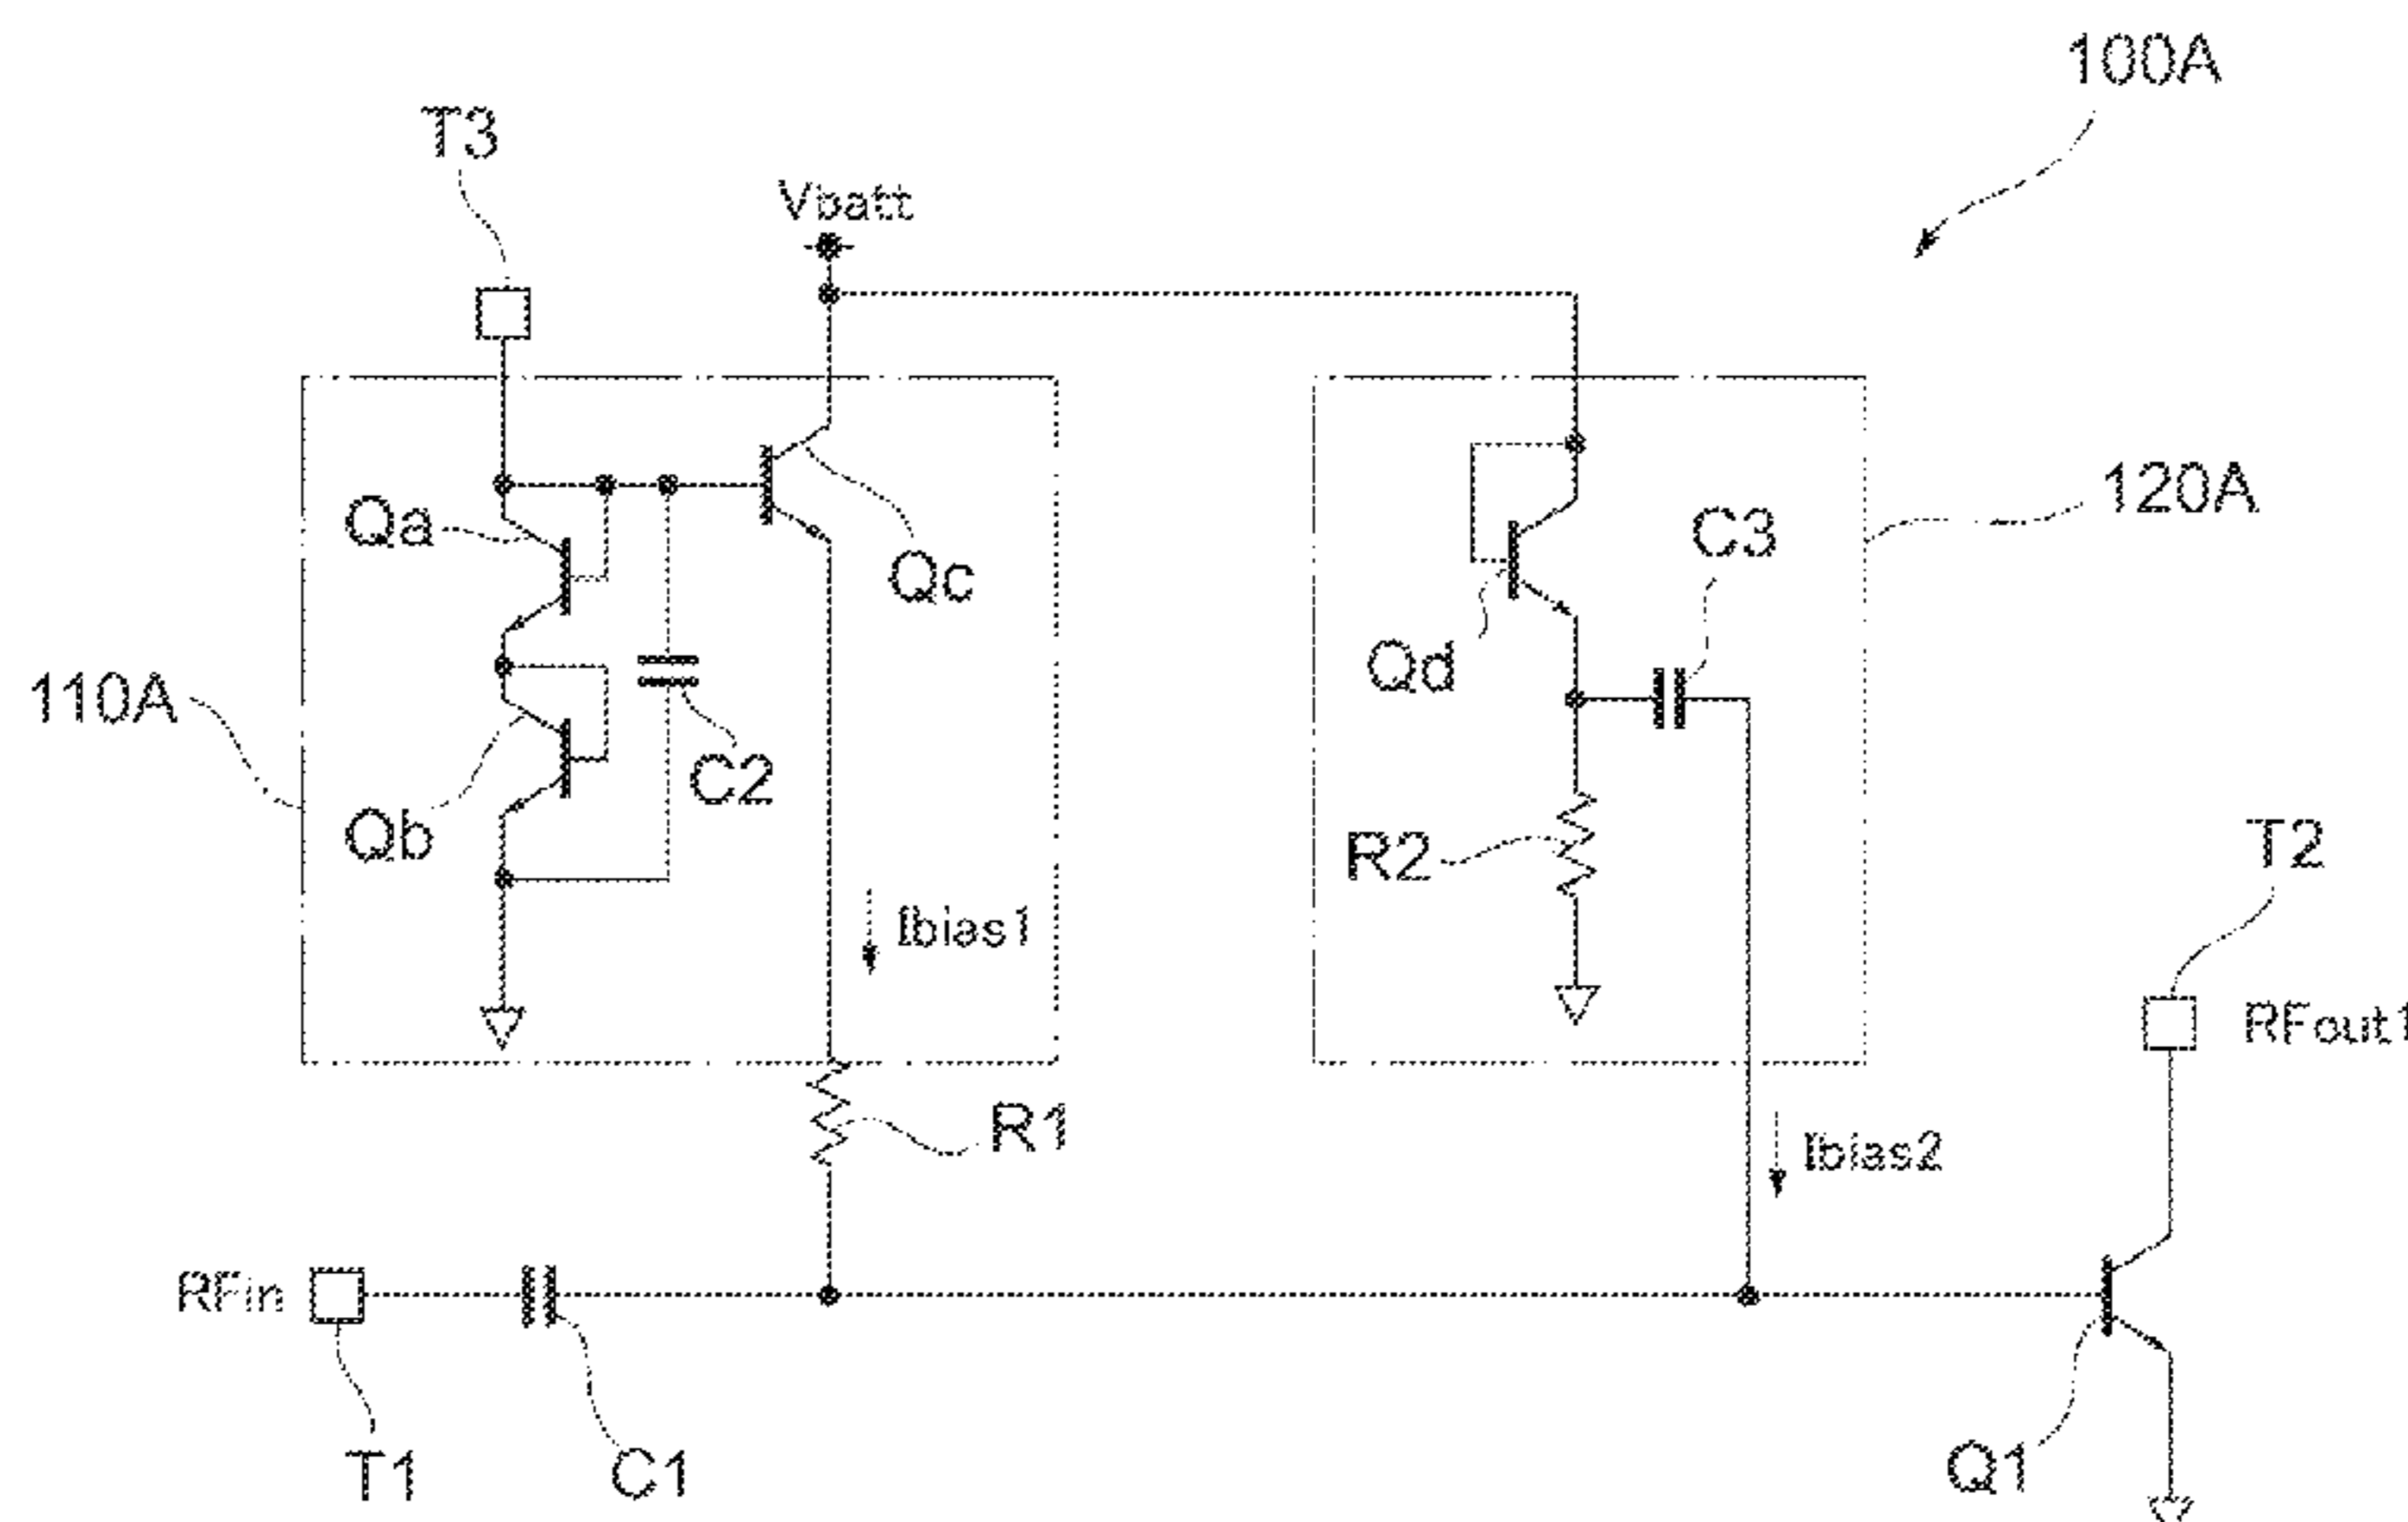 100A
T3
Vbatt
120A
C3
Qa
Qc
Qd
110A
C2
Qb
R2
T2
Ibias1
RFout1
R1
Ibias2
RFin
T1
C1
Q1